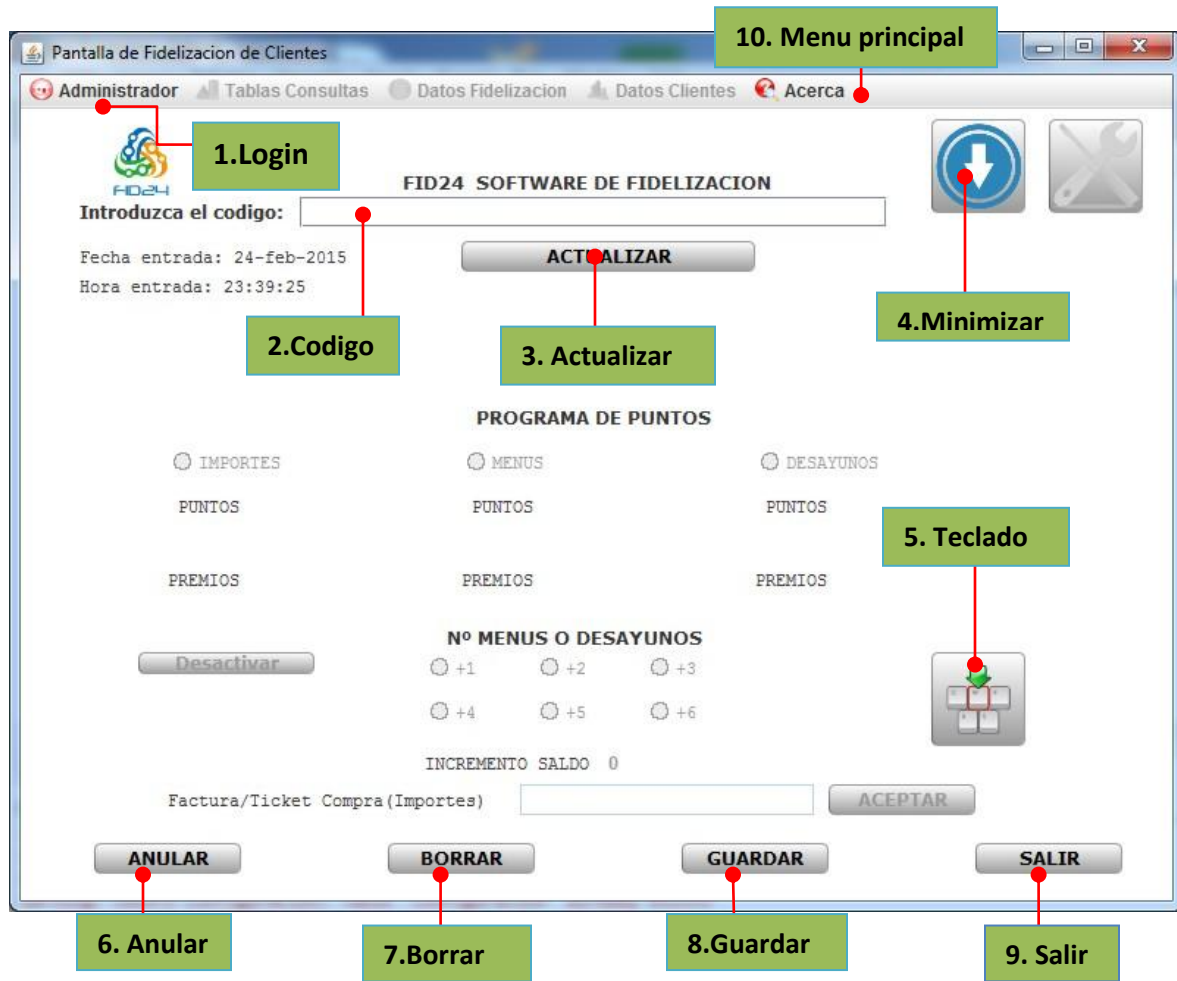 10. Menu principal
Pantalla de Fidelizacion de Clientes
Administrador Tablas Consultas Datos Fidelizacion Datos Clientes Acerca
1.Login
FID24
FID24 SOFTWARE DE FIDELIZACION
Introduzca el codigo:
Fecha entrada: 24-feb-2015
ACTUALIZAR
Hora entrada: 23:39:25
4.Minimizar
2.Codigo
3. Actualizar
PROGRAMA DE PUNTOS
IMPORTES MENUS DESAYUNOS
PUNTOS PUNTOS PUNTOS
5. Teclado
PREMIOS PREMIOS PREMIOS
Nº MENUS O DESAYUNOS
Desactivar
+1 +2 +3
+4 +5 +6
INCREMENTO SALDO 0
Factura/Ticket Compra(Importes) ACEPTAR
ANULAR BORRAR GUARDAR SALIR
6. Anular
7.Borrar
8.Guardar
9. Salir